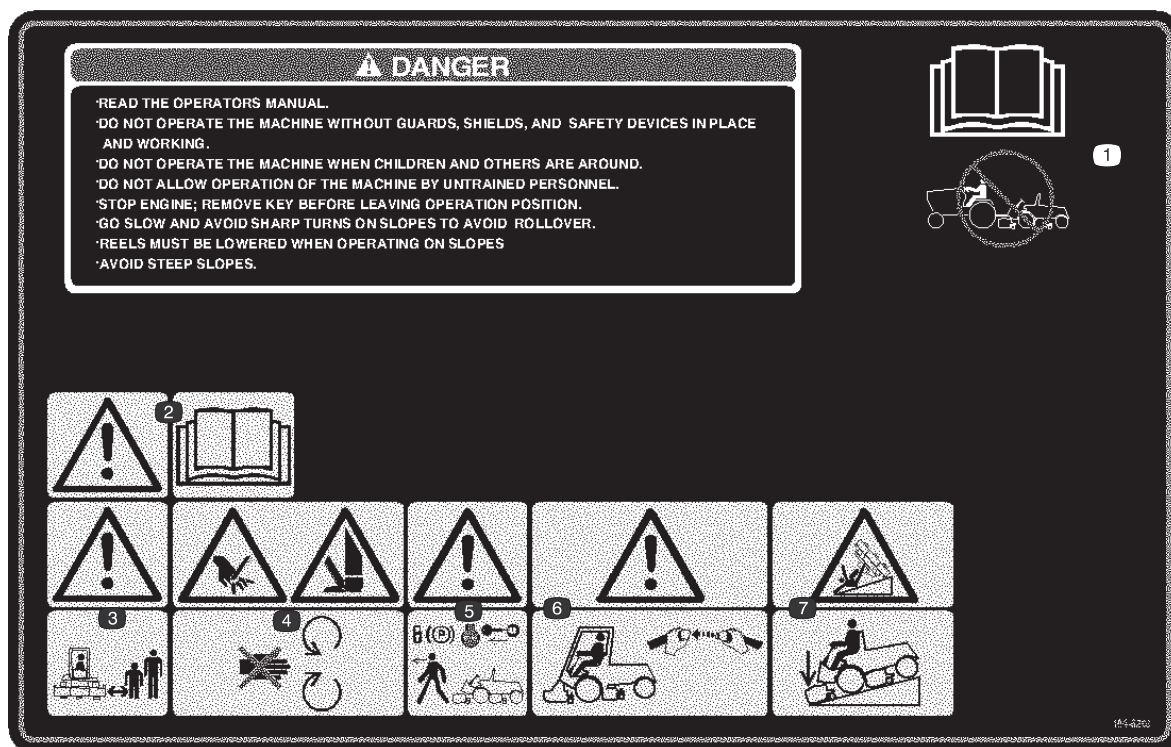 DANGER
·READ THE OPERATORS MANUAL.
·DO NOT OPERATE THE MACHINE WITHOUT GUARDS, SHIELDS, AND SAFETY DEVICES IN PLACE
AND WORKING.
·DO NOT OPERATE THE MACHINE WHEN CHILDREN AND OTHERS ARE AROUND.
·DO NOT ALLOW OPERATION OF THE MACHINE BY UNTRAINED PERSONNEL.
·STOP ENGINE; REMOVE KEY BEFORE LEAVING OPERATION POSITION.
·GO SLOW AND AVOID SHARP TURNS ON SLOPES TO AVOID ROLLOVER.
·REELS MUST BE LOWERED WHEN OPERATING ON SLOPES
·AVOID STEEP SLOPES.
1
2
3
4
5
6
7
(P)